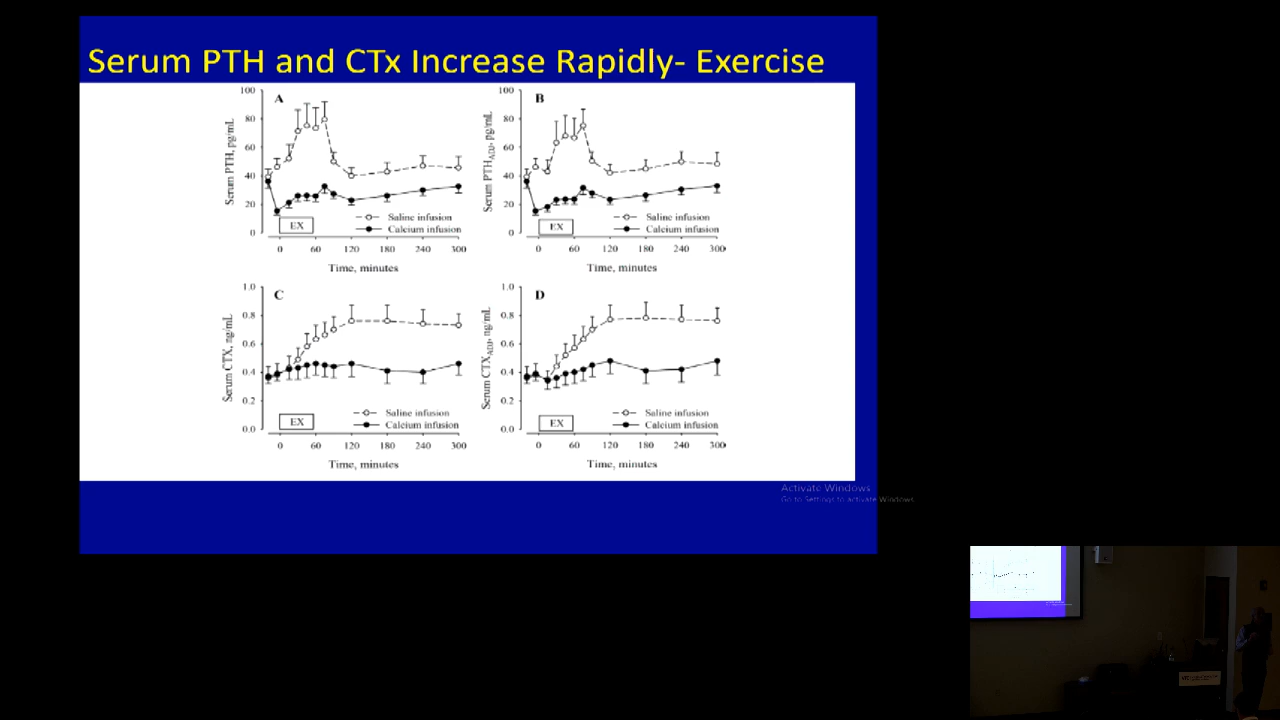 Serum PTH and CTx Increase Rapidly- Exercise
A
Serum PTH, pg/mL
100
80
60
40
20
0
EX
Saline infusion
Calcium infusion
0 60 120 180 240 300
Time, minutes
B
Serum PTHADJ, pg/mL
100
80
60
40
20
0
EX
Saline infusion
Calcium infusion
0 60 120 180 240 300
Time, minutes
C
Serum CTX, ng/mL
1.0
0.8
0.6
0.4
0.2
0.0
EX
Saline infusion
Calcium infusion
0 60 120 180 240 300
Time, minutes
D
Serum CTXADJ, ng/mL
1.0
0.8
0.6
0.4
0.2
0.0
EX
Saline infusion
Calcium infusion
0 60 120 180 240 300
Time, minutes
Activate Windows
Go to Settings to activate Windows.